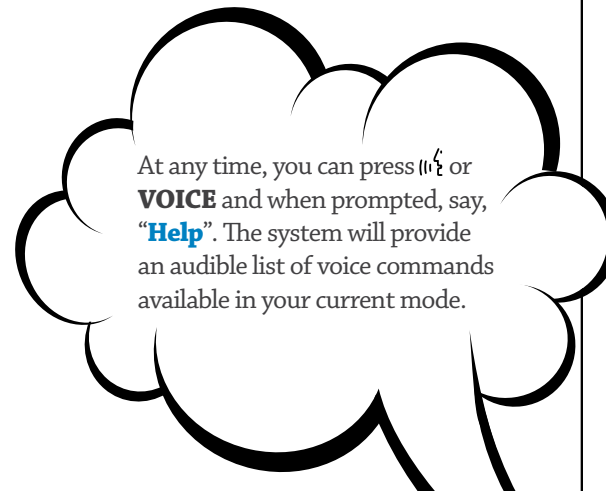 At any time, you can press or
VOICE and when prompted, say,
“Help”. The system will provide
an audible list of voice commands
available in your current mode.